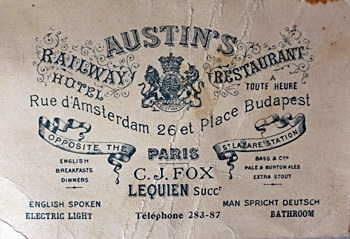 AUSTIN'S
RAILWAY HÔTEL
RESTAURANT
A TOUTE HEURE
Rue d'Amsterdam 26 et Place Budapest
OPPOSITE THE
ST LAZARE STATION
PARIS
ENGLISH
BREAKFASTS
DINNERS
C. J. FOX
LEQUIEN Succr
BASS & Co's
PALE & BURTON ALES
EXTRA STOUT
ENGLISH SPOKEN
MAN SPRICHT DEUTSCH
ELECTRIC LIGHT
Téléphone 283-87
BATHROOM